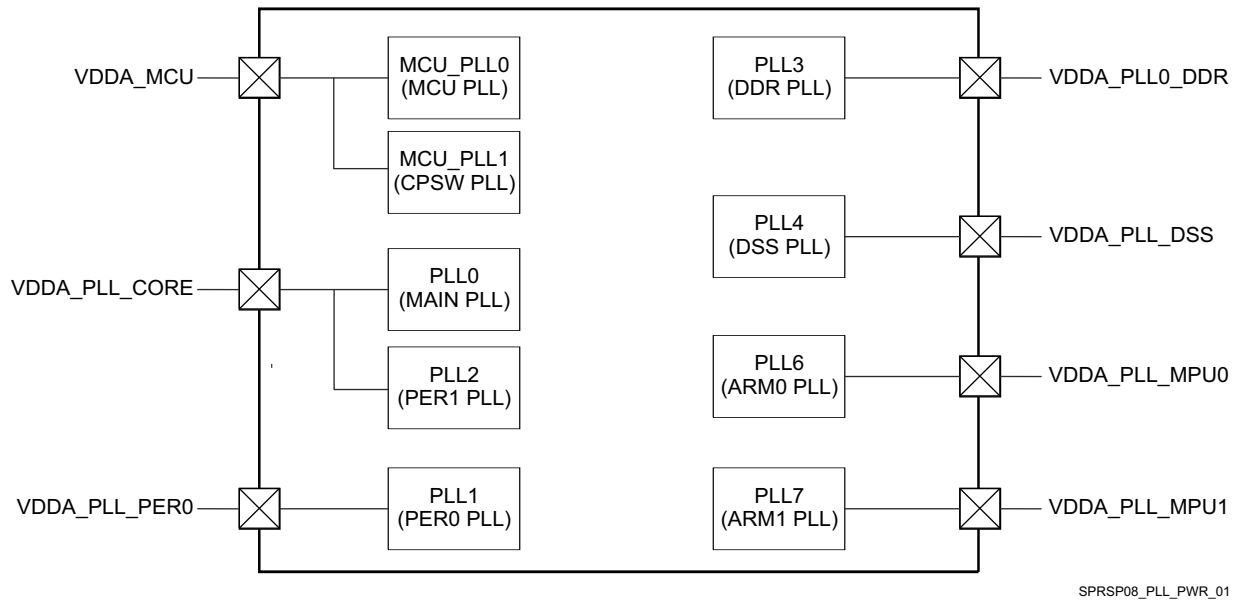 VDDA_MCU
MCU_PLL0
(MCU PLL)
MCU_PLL1
(CPSW PLL)
VDDA_PLL_CORE
PLL0
(MAIN PLL)
PLL2
(PER1 PLL)
VDDA_PLL_PER0
PLL1
(PER0 PLL)
PLL3
(DDR PLL)
VDDA_PLL0_DDR
PLL4
(DSS PLL)
VDDA_PLL_DSS
PLL6
(ARM0 PLL)
VDDA_PLL_MPU0
PLL7
(ARM1 PLL)
VDDA_PLL_MPU1
SPRSP08_PLL_PWR_01